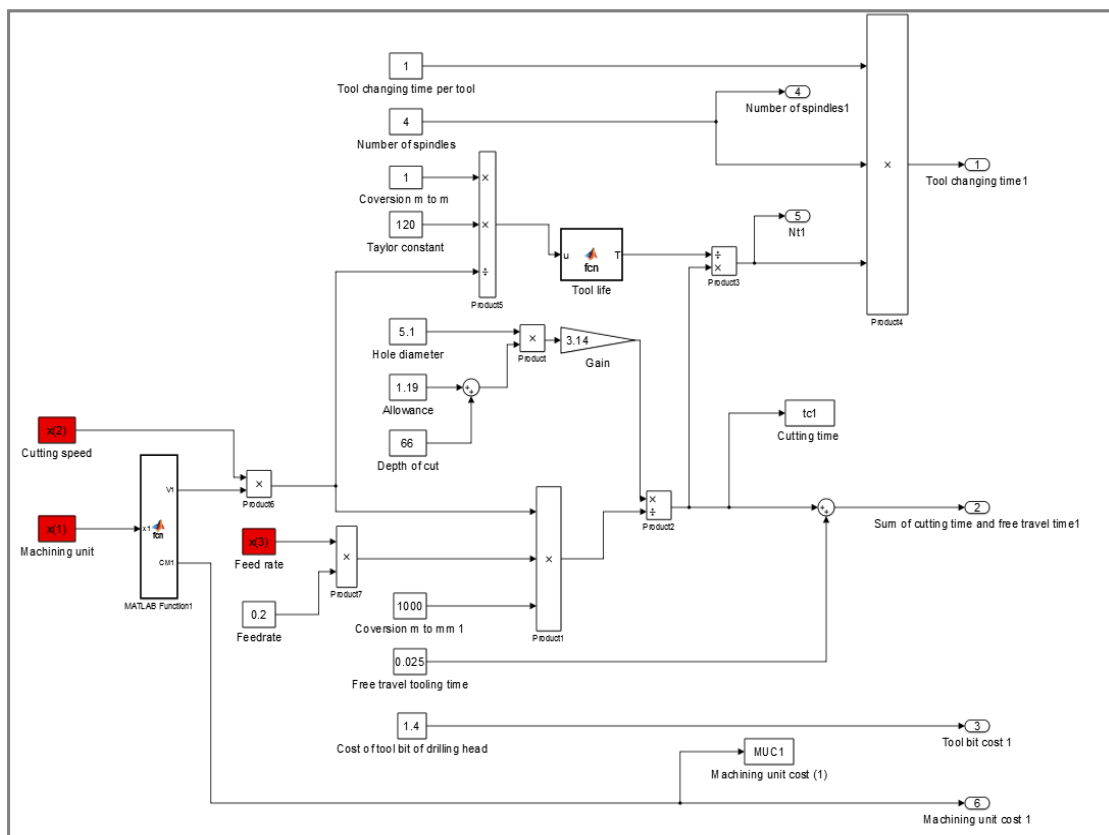 1
Tool changing time per tool
4
Number of spindles1
4
Number of spindles
×
1
Tool changing time1
1
Coversion m to m
×
120
Taylor constant
×
÷
Product5
u
fcn
T
Tool life
5
Nt1
÷
×
Product3
Product4
5.1
Hole diameter
×
Product
3.14
Gain
1.19
Allowance
+
+
66
Depth of cut
tc1
Cutting time
x(2)
Cutting speed
×
Product6
x(1)
Machining unit
x1
fcn
V1
CM1
MATLAB Function1
x(3)
Feed rate
×
Product7
0.2
Feedrate
×
Product1
×
÷
Product2
+
+
2
Sum of cutting time and free travel time1
1000
Coversion m to mm 1
0.025
Free travel tooling time
1.4
Cost of tool bit of drilling head
3
Tool bit cost 1
MUC1
Machining unit cost (1)
6
Machining unit cost 1